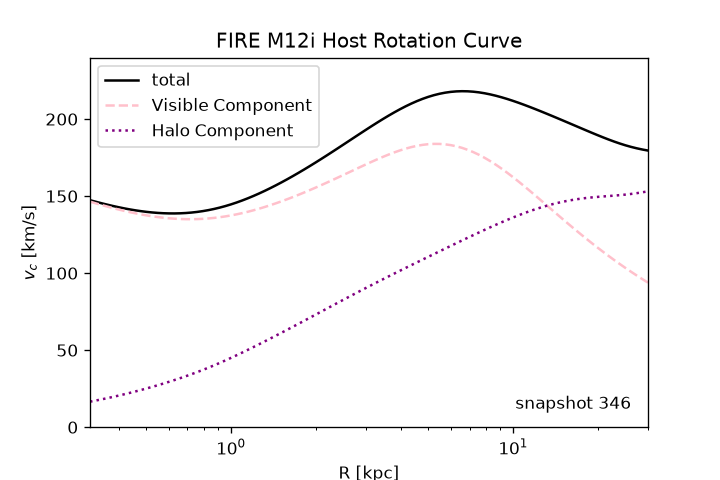 FIRE M12i Host Rotation Curve
total
Visible Component
Halo Component
200
150
100
50
0
v_c [km/s]
snapshot 346
10^0
10^1
R [kpc]